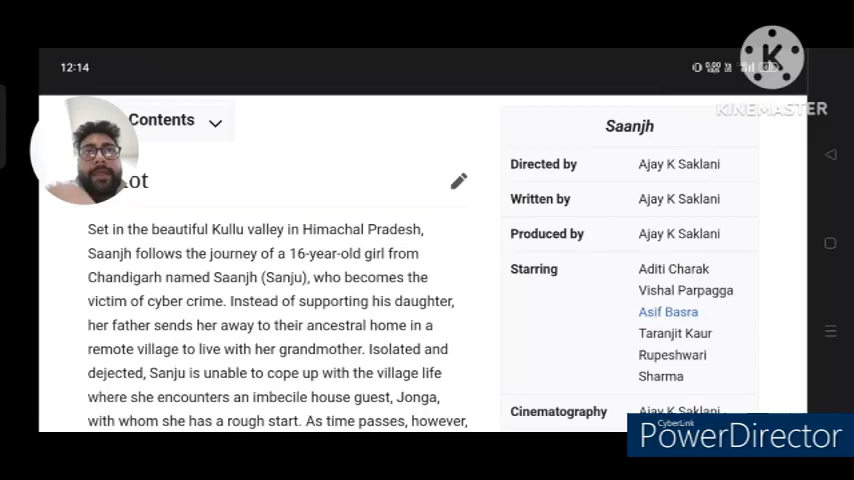 12:14
KINEMASTER
Contents
Saanjh
Directed by Ajay K Saklani
Written by Ajay K Saklani
Produced by Ajay K Saklani
Starring Aditi Charak
Vishal Parpagga
Asif Basra
Taranjit Kaur
Rupeshwari
Sharma
Cinematography Ajay K Saklani
ot
Set in the beautiful Kullu valley in Himachal Pradesh,
Saanjh follows the journey of a 16-year-old girl from
Chandigarh named Saanjh (Sanju), who becomes the
victim of cyber crime. Instead of supporting his daughter,
her father sends her away to their ancestral home in a
remote village to live with her grandmother. Isolated and
dejected, Sanju is unable to cope up with the village life
where she encounters an imbecile house guest, Jonga,
with whom she has a rough start. As time passes, however,
CyberLink
PowerDirector